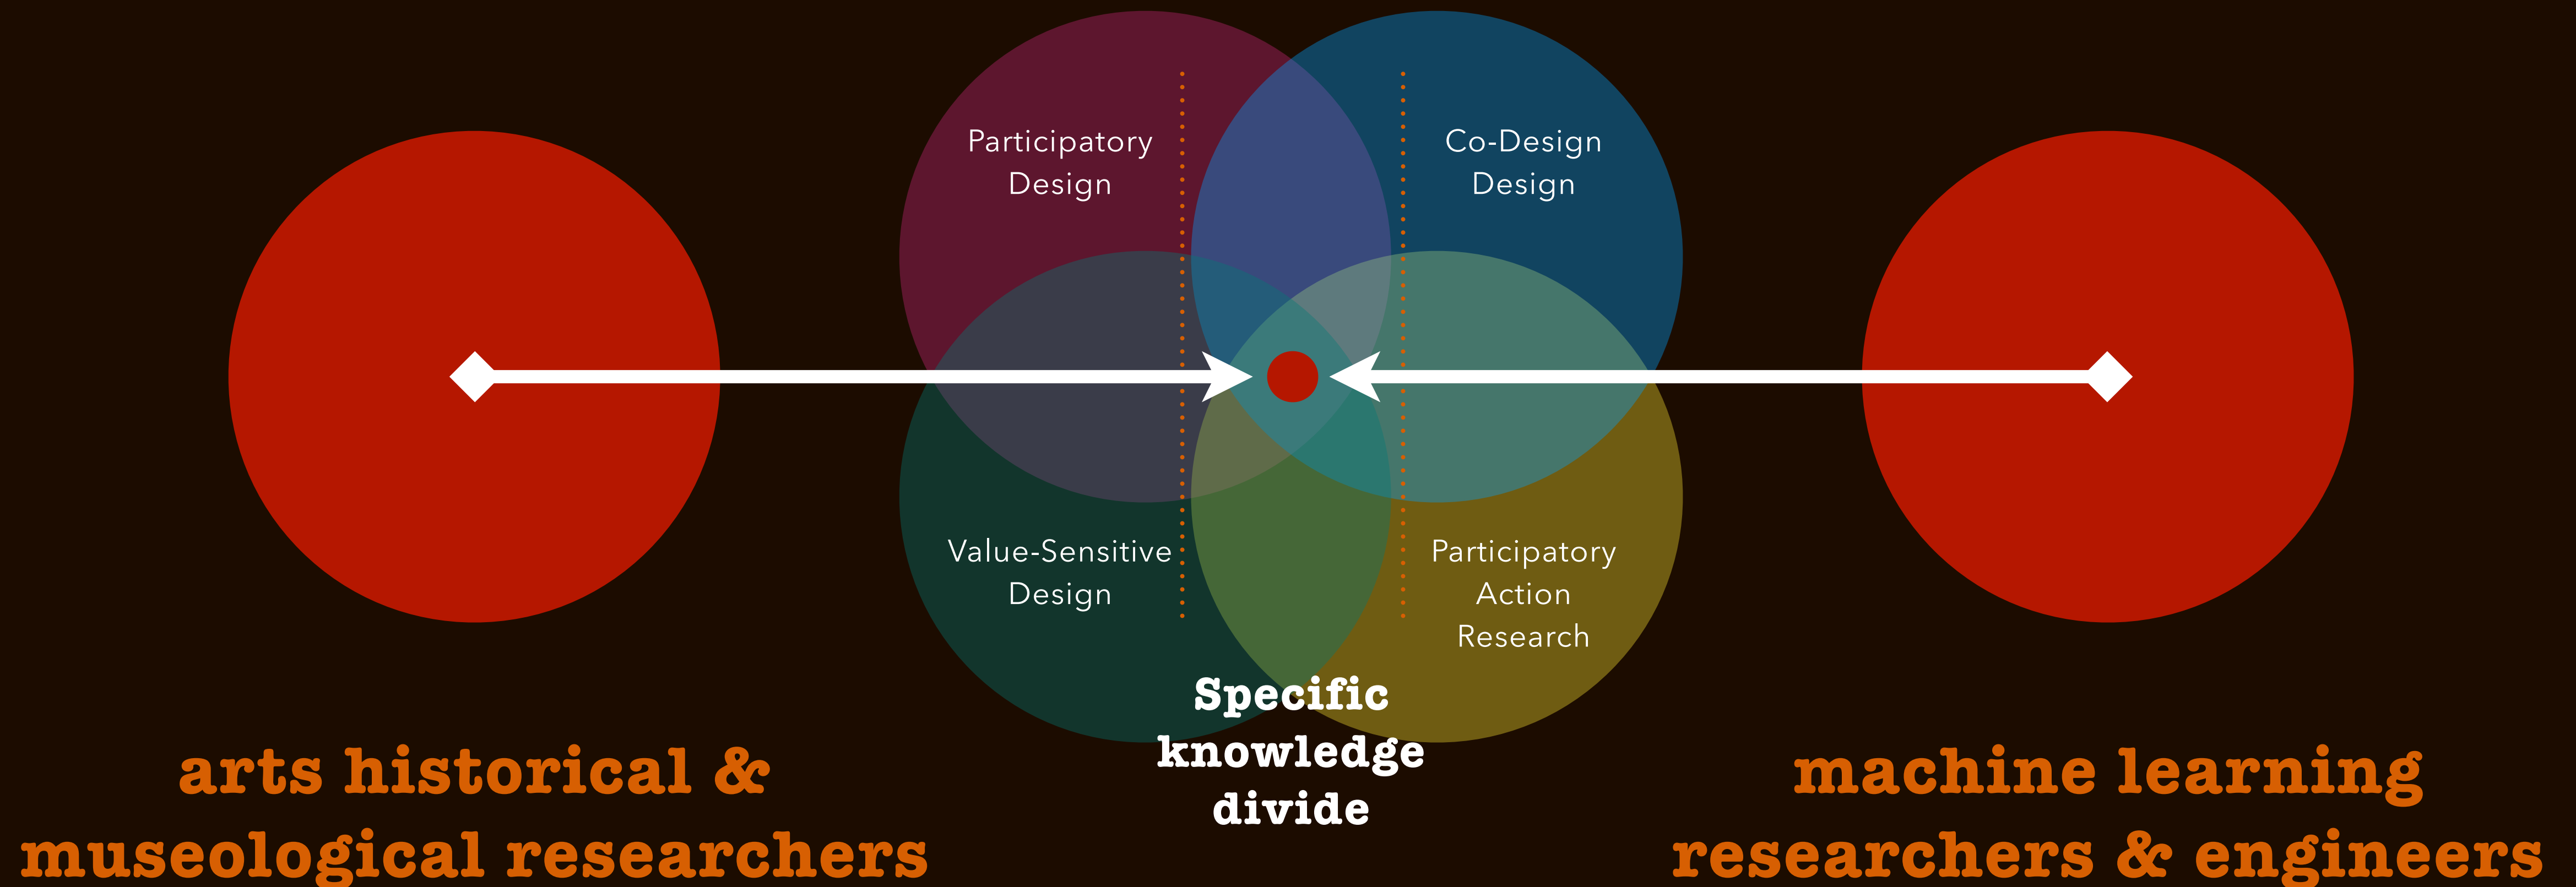 Participatory
Design
Co-Design
Design
Value-Sensitive
Design
Participatory
Action
Research
Specific
knowledge
divide
arts historical &
museological researchers
machine learning
researchers & engineers